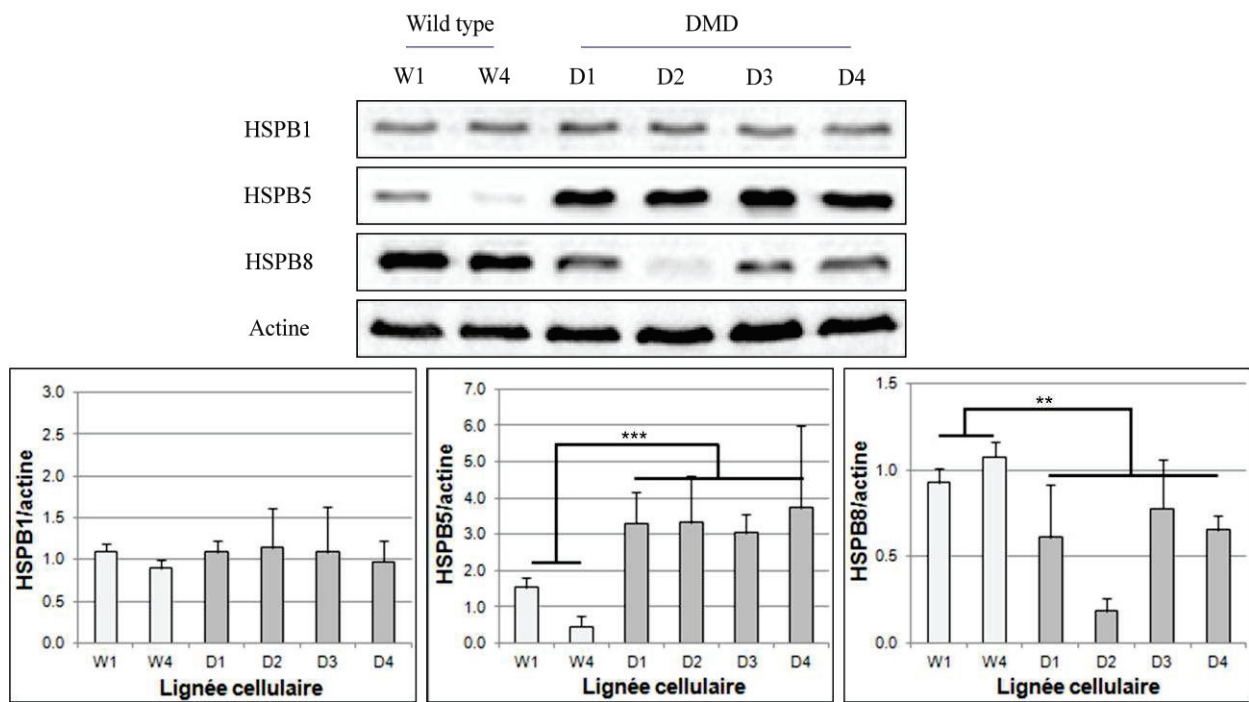 Wild type DMD
W1 W4 D1 D2 D3 D4
HSPB1
HSPB5
HSPB8
Actine
HSPB1/actine
3.0
2.5
2.0
1.5
1.0
0.5
0.0
W1 W4 D1 D2 D3 D4
Lignée cellulaire
HSPB5/actine
7.0
6.0
5.0
4.0
3.0
2.0
1.0
0.0
***
W1 W4 D1 D2 D3 D4
Lignée cellulaire
HSPB8/actine
1.5
1.0
0.5
0.0
**
W1 W4 D1 D2 D3 D4
Lignée cellulaire